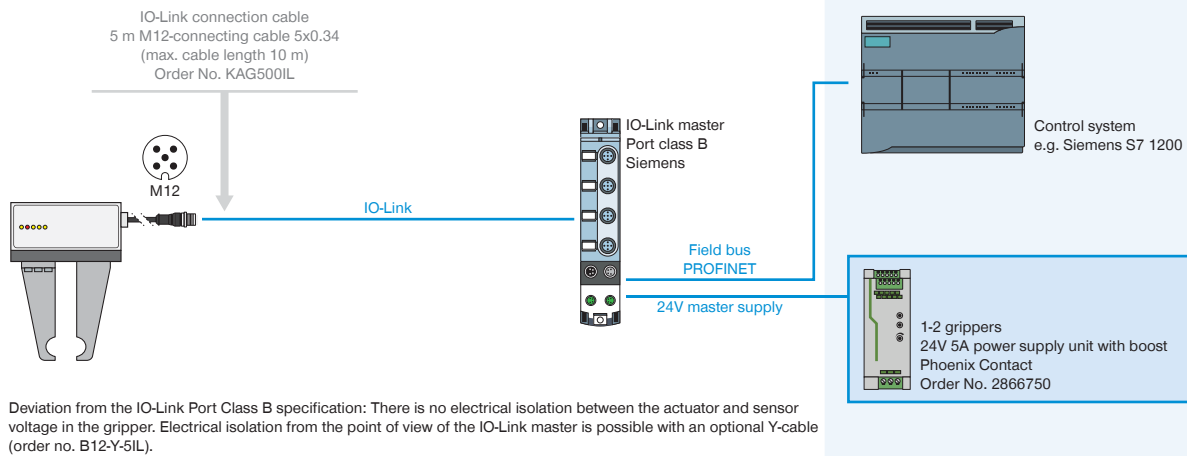 IO-Link connection cable
5 m M12-connecting cable 5x0.34
(max. cable length 10 m)
Order No. KAG500IL
M12
IO-Link
IO-Link master
Port class B
Siemens
Control system
e.g. Siemens S7 1200
Field bus
PROFINET
24V master supply
1-2 grippers
24V 5A power supply unit with boost
Phoenix Contact
Order No. 2866750
Deviation from the IO-Link Port Class B specification: There is no electrical isolation between the actuator and sensor
voltage in the gripper. Electrical isolation from the point of view of the IO-Link master is possible with an optional Y-cable
(order no. B12-Y-5IL).